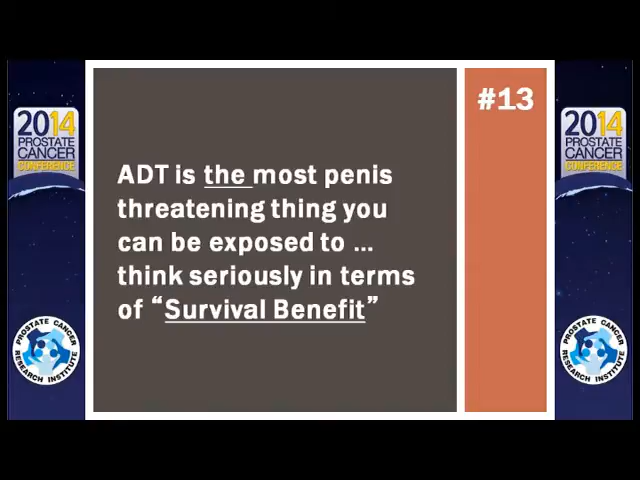 #13
ADT is the most penis
threatening thing you
can be exposed to ...
think seriously in terms
of “Survival Benefit”
2014
PROSTATE
CANCER
CONFERENCE
PROSTATE CANCER
RESEARCH INSTITUTE
2014
PROSTATE
CANCER
CONFERENCE
PROSTATE CANCER
RESEARCH INSTITUTE